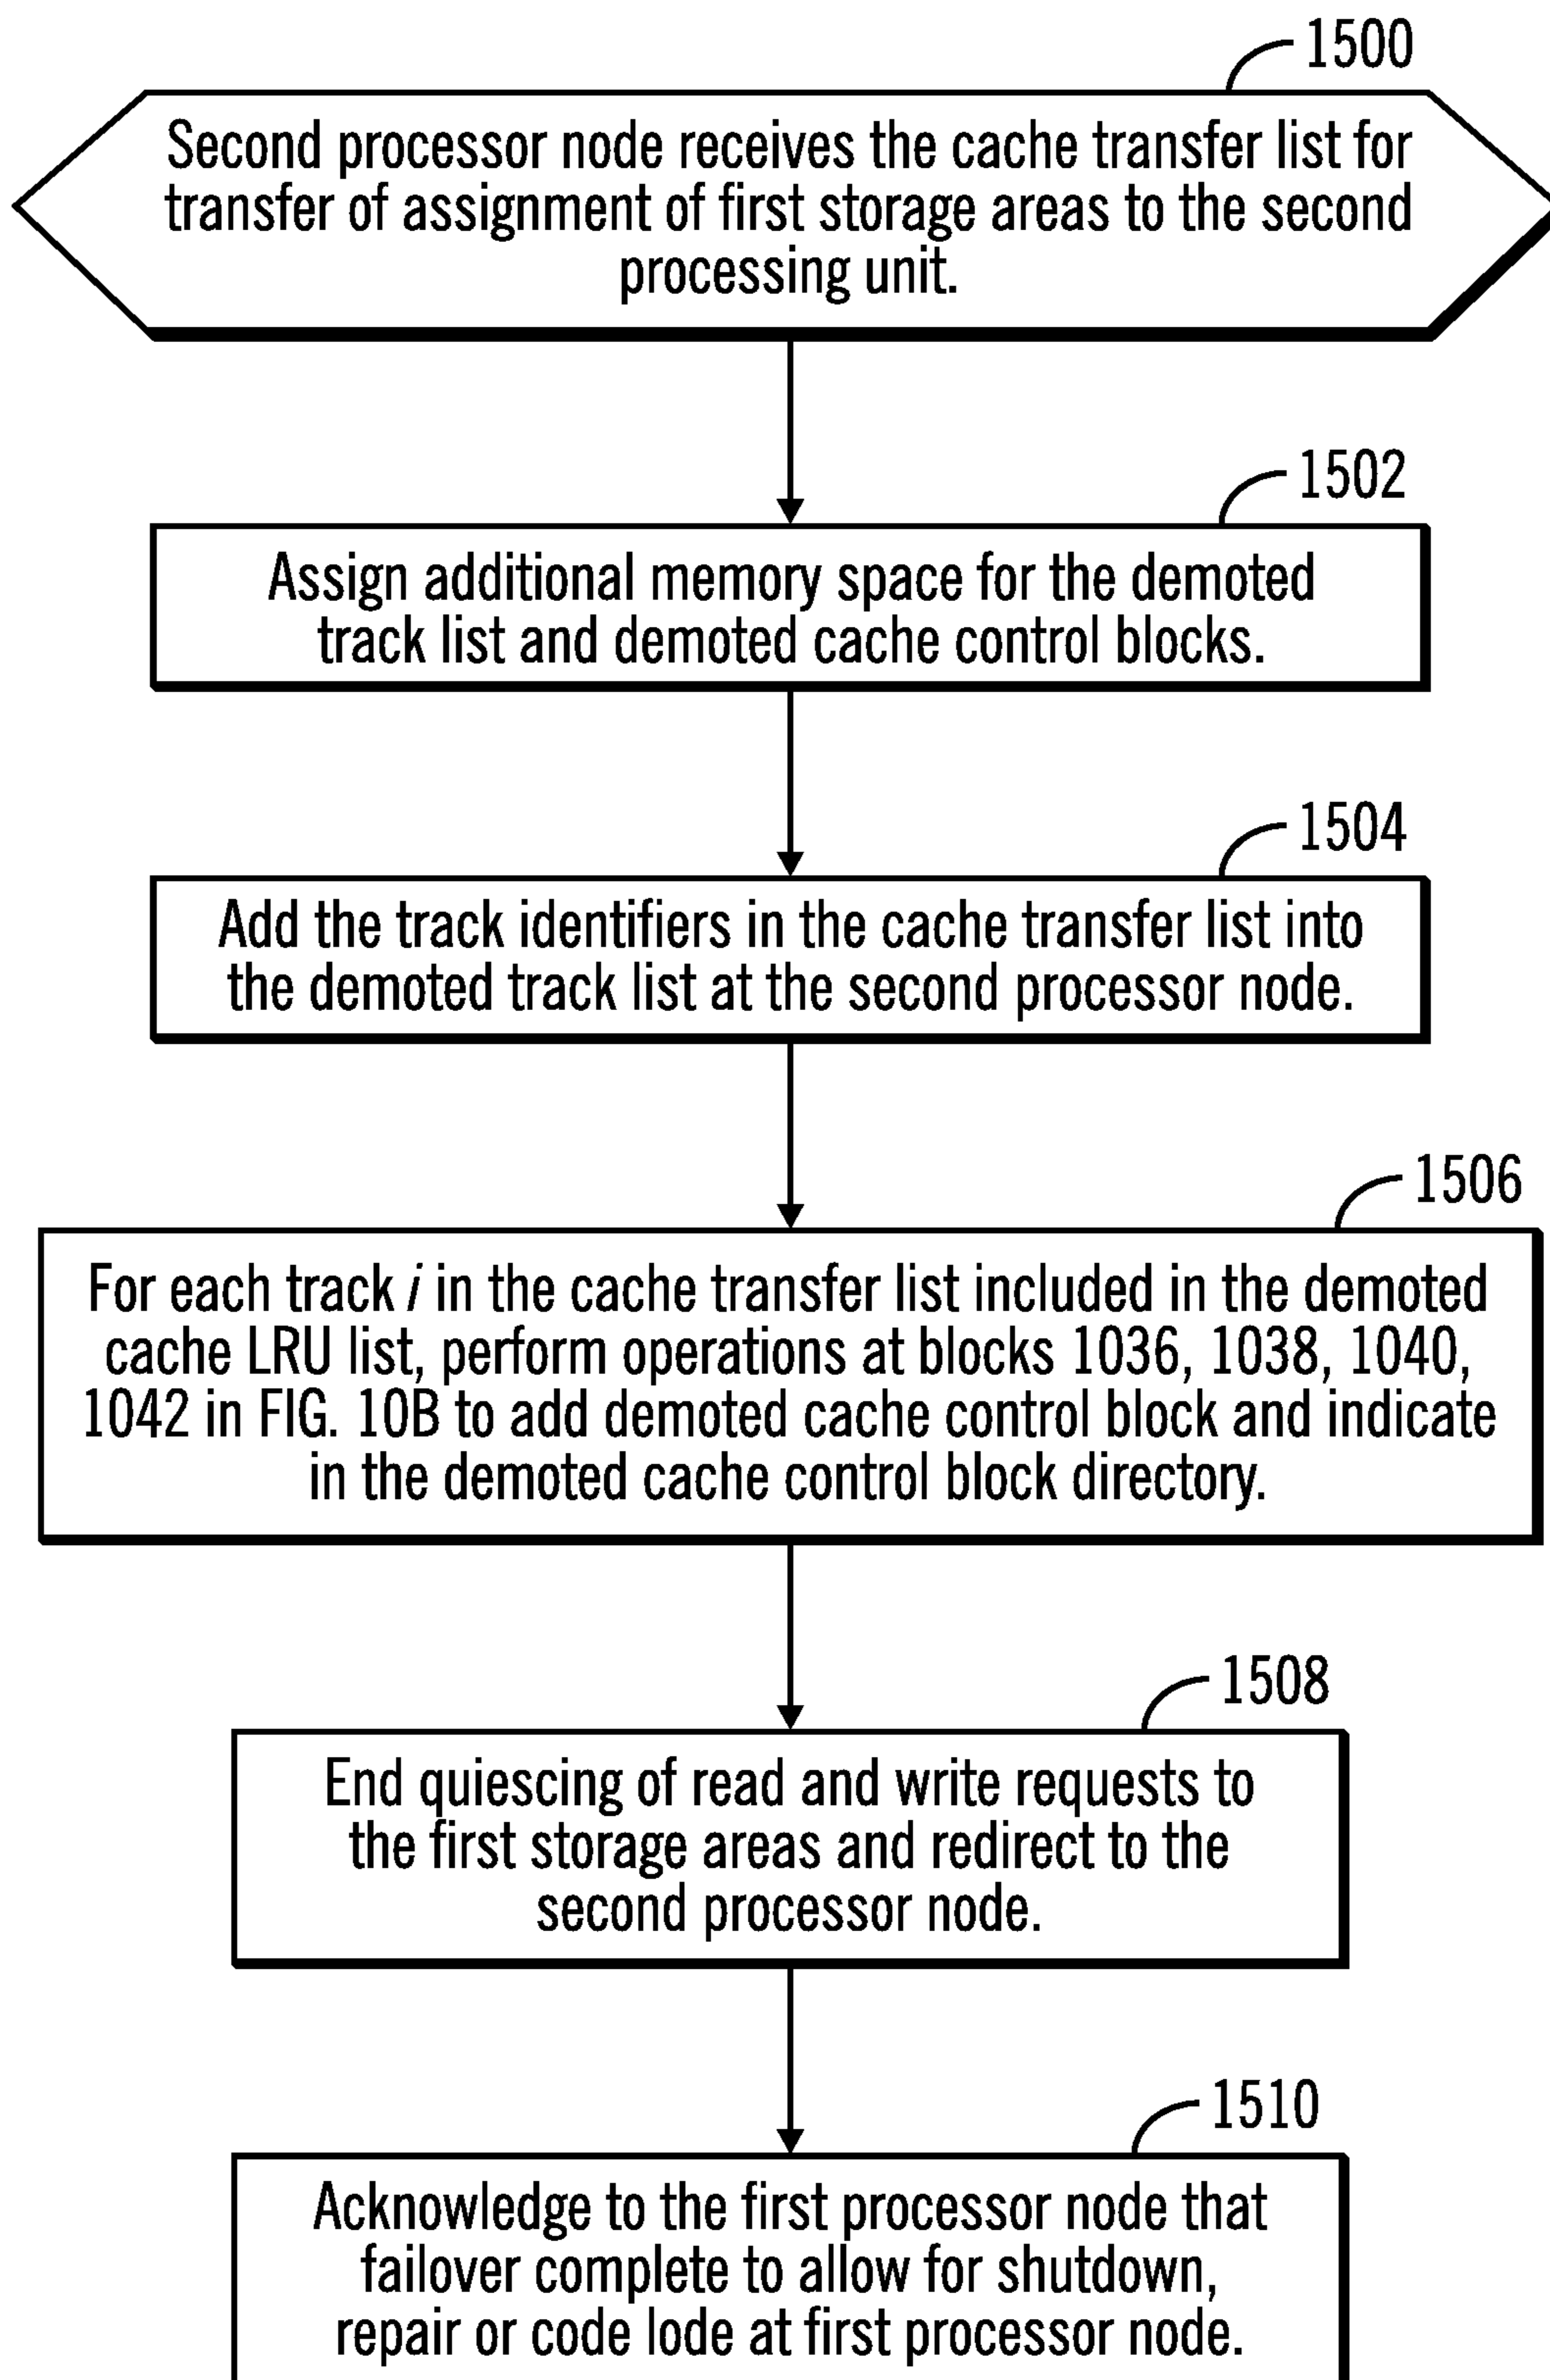 1500
Second processor node receives the cache transfer list for
transfer of assignment of first storage areas to the second
processing unit.
1502
Assign additional memory space for the demoted
track list and demoted cache control blocks.
1504
Add the track identifiers in the cache transfer list into
the demoted track list at the second processor node.
1506
For each track i in the cache transfer list included in the demoted
cache LRU list, perform operations at blocks 1036, 1038, 1040,
1042 in FIG. 10B to add demoted cache control block and indicate
in the demoted cache control block directory.
1508
End quiescing of read and write requests to
the first storage areas and redirect to the
second processor node.
1510
Acknowledge to the first processor node that
failover complete to allow for shutdown,
repair or code lode at first processor node.